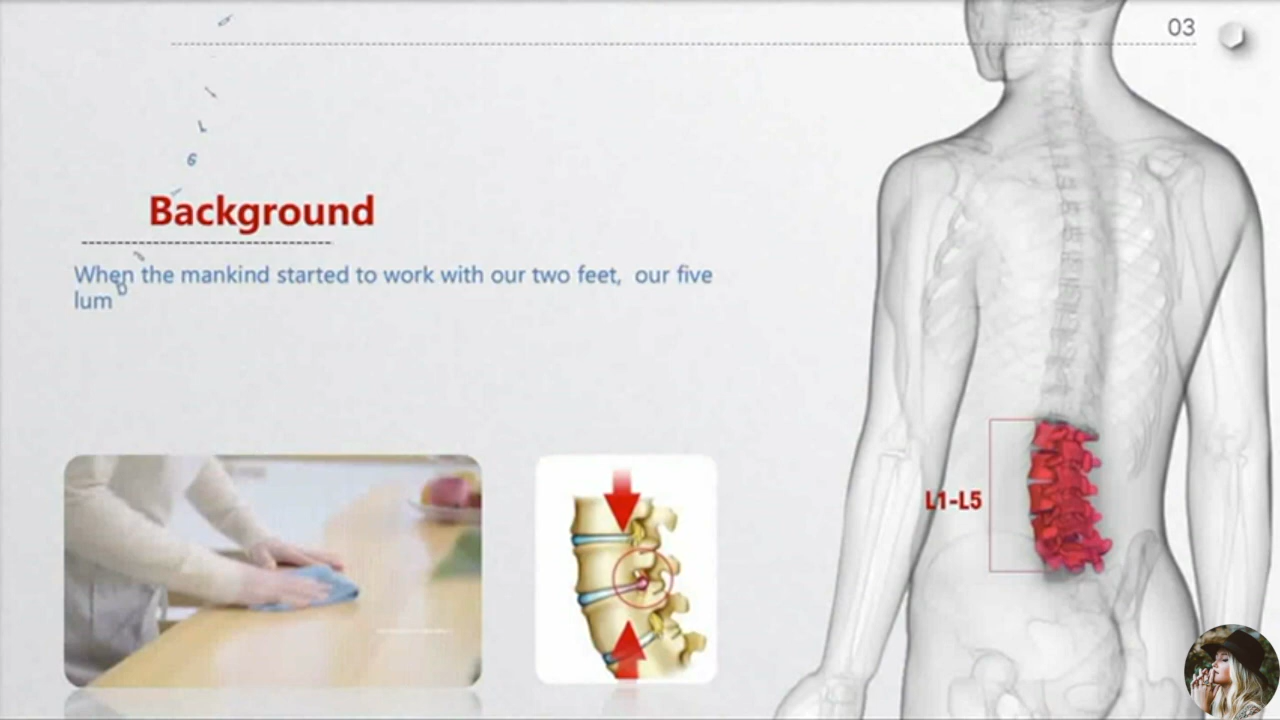 03
Background
When the mankind started to work with our two feet, our five
lum
L1-L5